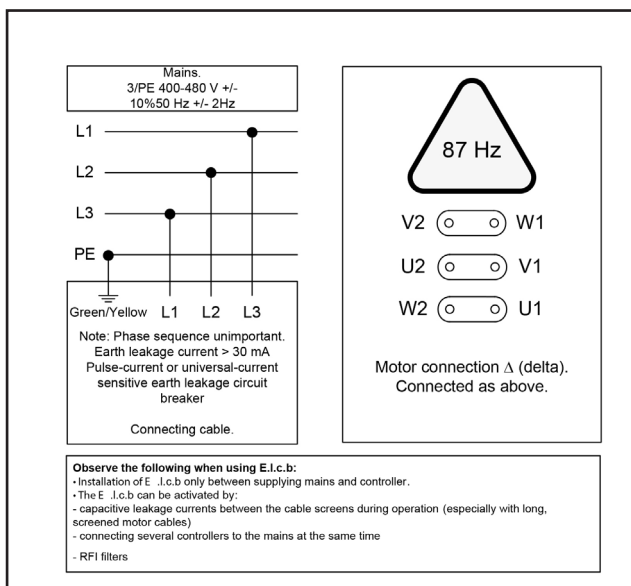 Mains.
3/PE 400-480 V +/-
10%50 Hz +/- 2Hz
L1
L2
L3
PE
Green/Yellow L1 L2 L3
Note: Phase sequence unimportant.
Earth leakage current > 30 mA
Pulse-current or universal-current
sensitive earth leakage circuit
breaker
Connecting cable.
87 Hz
V2 W1
U2 V1
W2 U1
Motor connection Δ (delta).
Connected as above.
Observe the following when using E.l.c.b:
• Installation of E .l.c.b only between supplying mains and controller.
• The E .l.c.b can be activated by:
- capacitive leakage currents between the cable screens during operation (especially with long,
screened motor cables)
- connecting several controllers to the mains at the same time
- RFI filters